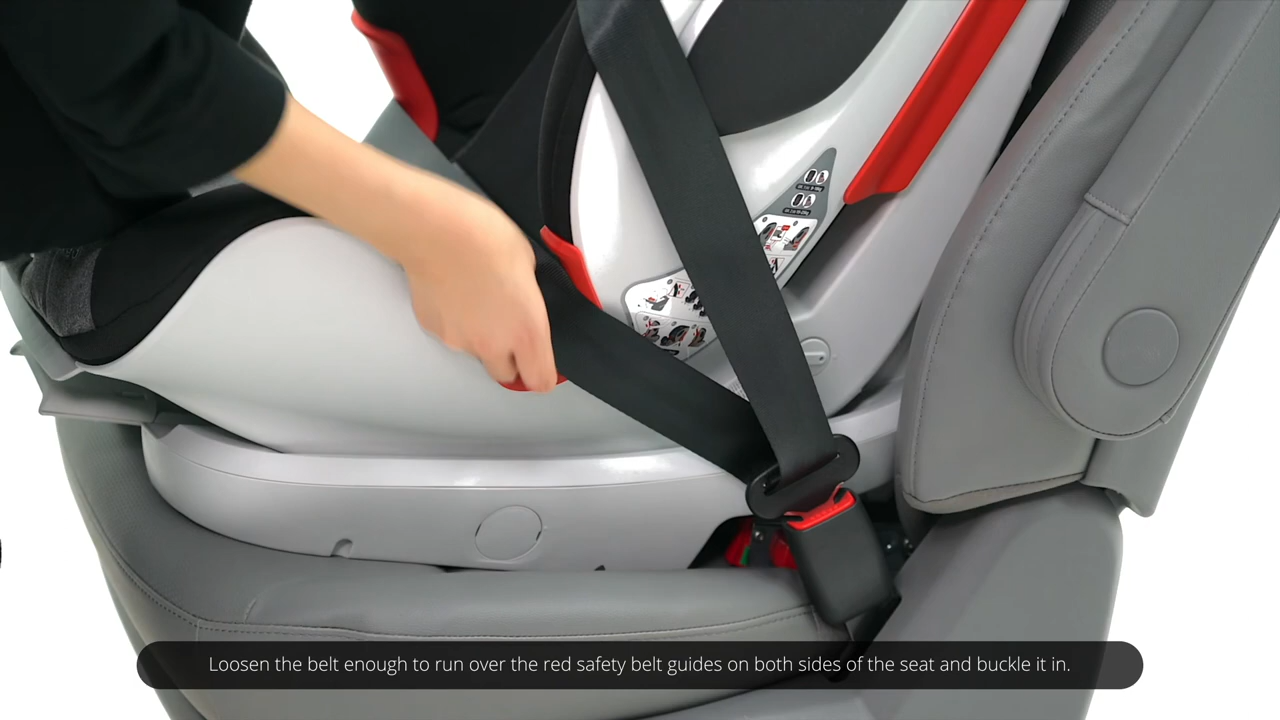 Loosen the belt enough to run over the red safety belt guides on both sides of the seat and buckle it in.